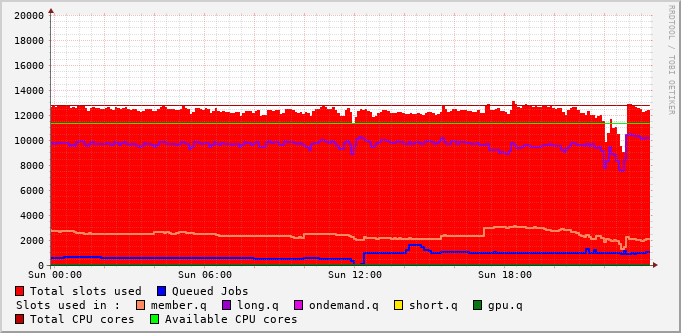 20000
18000
16000
14000
12000
10000
8000
6000
4000
2000
0
Sun 00:00 Sun 06:00 Sun 12:00 Sun 18:00
Total slots used Queued Jobs
Slots used in : member.q long.q ondemand.q short.q gpu.q
Total CPU cores Available CPU cores
RRDTOOL / TOBI OETIKER